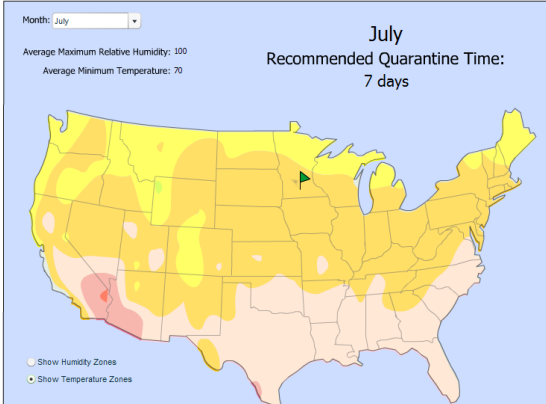 Month: July
July
Average Maximum Relative Humidity: 100
Recommended Quarantine Time:
Average Minimum Temperature: 70
7 days
Show Humidity Zones
Show Temperature Zones